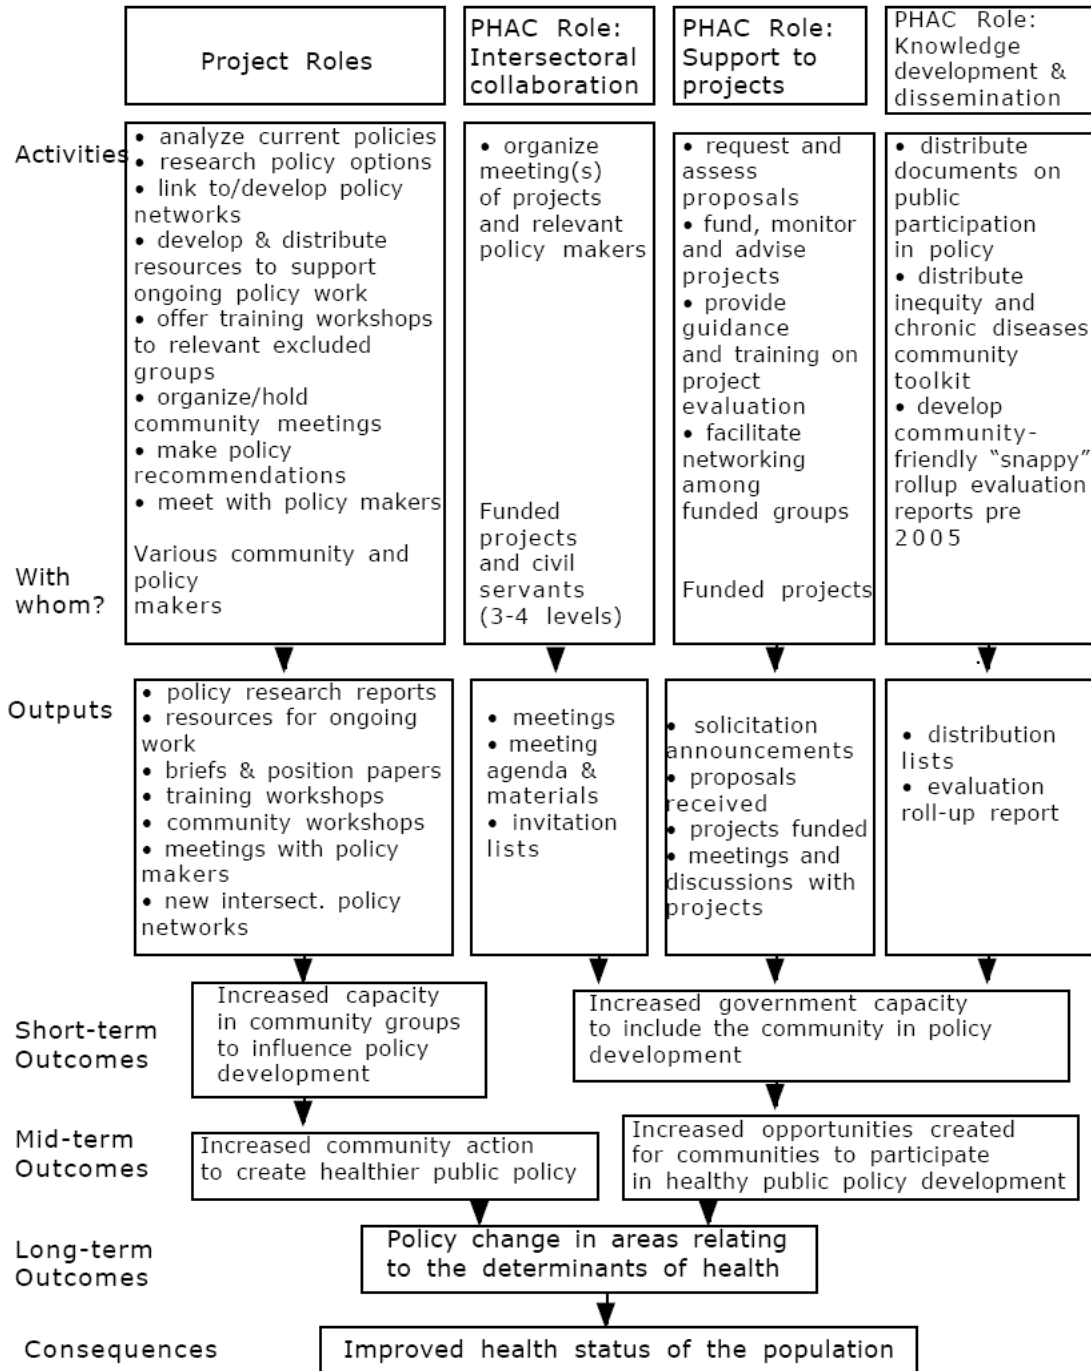 Project Roles
PHAC Role:
Intersectoral
collaboration
PHAC Role:
Support to
projects
PHAC Role:
Knowledge
development &
dissemination
Activities
• analyze current policies
• research policy options
• link to/develop policy
networks
• develop & distribute
resources to support
ongoing policy work
• offer training workshops
to relevant excluded
groups
• organize/hold
community meetings
• make policy
recommendations
• meet with policy makers
• organize
meeting(s)
of projects
and relevant
policy makers
• request and
assess
proposals
• fund, monitor
and advise
projects
• provide
guidance
and training on
project
evaluation
• facilitate
networking
among
funded groups
• distribute
documents on
public
participation
in policy
• distribute
inequity and
chronic diseases
community
toolkit
• develop
community-
friendly “snappy”
rollup evaluation
reports pre
2005
With
whom?
Various community and
policy
makers
Funded
projects
and civil
servants
(3-4 levels)
Funded projects
Outputs
• policy research reports
• resources for ongoing
work
• briefs & position papers
• training workshops
• community workshops
• meetings with policy
makers
• new intersect. policy
networks
• meetings
• meeting
agenda &
materials
• invitation
lists
• solicitation
announcements
• proposals
received
• projects funded
• meetings and
discussions with
projects
• distribution
lists
• evaluation
roll-up report
Short-term
Outcomes
Increased capacity
in community groups
to influence policy
development
Increased government capacity
to include the community in policy
development
Mid-term
Outcomes
Increased community action
to create healthier public policy
Increased opportunities created
for communities to participate
in healthy public policy development
Long-term
Outcomes
Policy change in areas relating
to the determinants of health
Consequences
Improved health status of the population